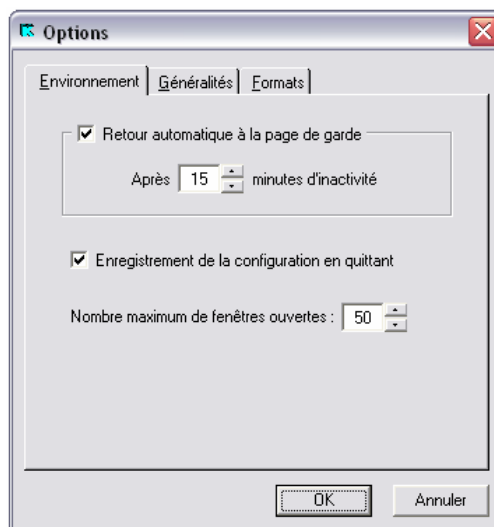 Options
Environnement Généralités Formats
Retour automatique à la page de garde
Après 15 minutes d'inactivité
Enregistrement de la configuration en quittant
Nombre maximum de fenêtres ouvertes : 50
OK Annuler